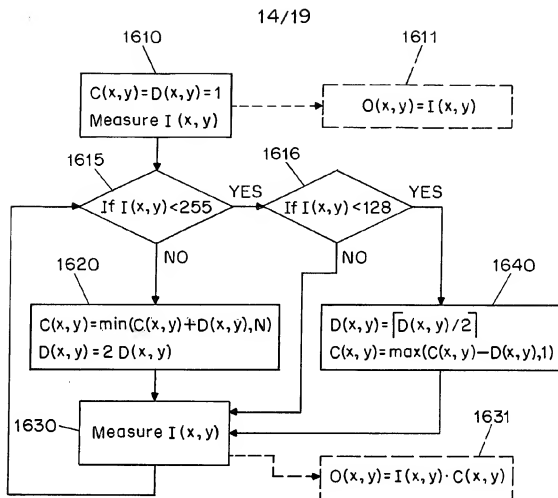 14/19
1610
1611
C(x,y)=D(x,y)=1
Measure I(x,y)
O(x,y)=I(x,y)
1615
1616
If I(x,y)<255
YES
If I(x,y)<128
YES
NO
NO
1620
1640
C(x,y)=min(C(x,y)+D(x,y),N)
D(x,y)=2 D(x,y)
D(x,y)=⌈D(x,y)/2⌉
C(x,y)=max(C(x,y)-D(x,y),1)
1630
Measure I(x,y)
1631
O(x,y)=I(x,y)·C(x,y)